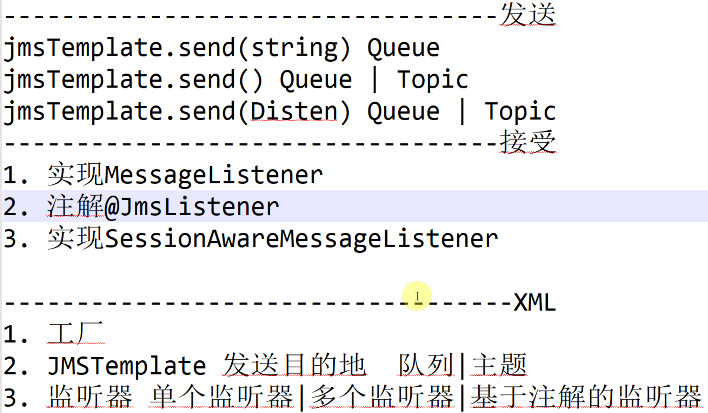 ----------------------------------发送
jmsTemplate.send(string) Queue
jmsTemplate.send() Queue | Topic
jmsTemplate.send(Disten) Queue | Topic
----------------------------------接受
1. 实现MessageListener
2. 注解@JmsListener
3. 实现SessionAwareMessageListener
-----------------------------------XML
1. 工厂
2. JMSTemplate 发送目的地 队列|主题
3. 监听器 单个监听器|多个监听器|基于注解的监听器